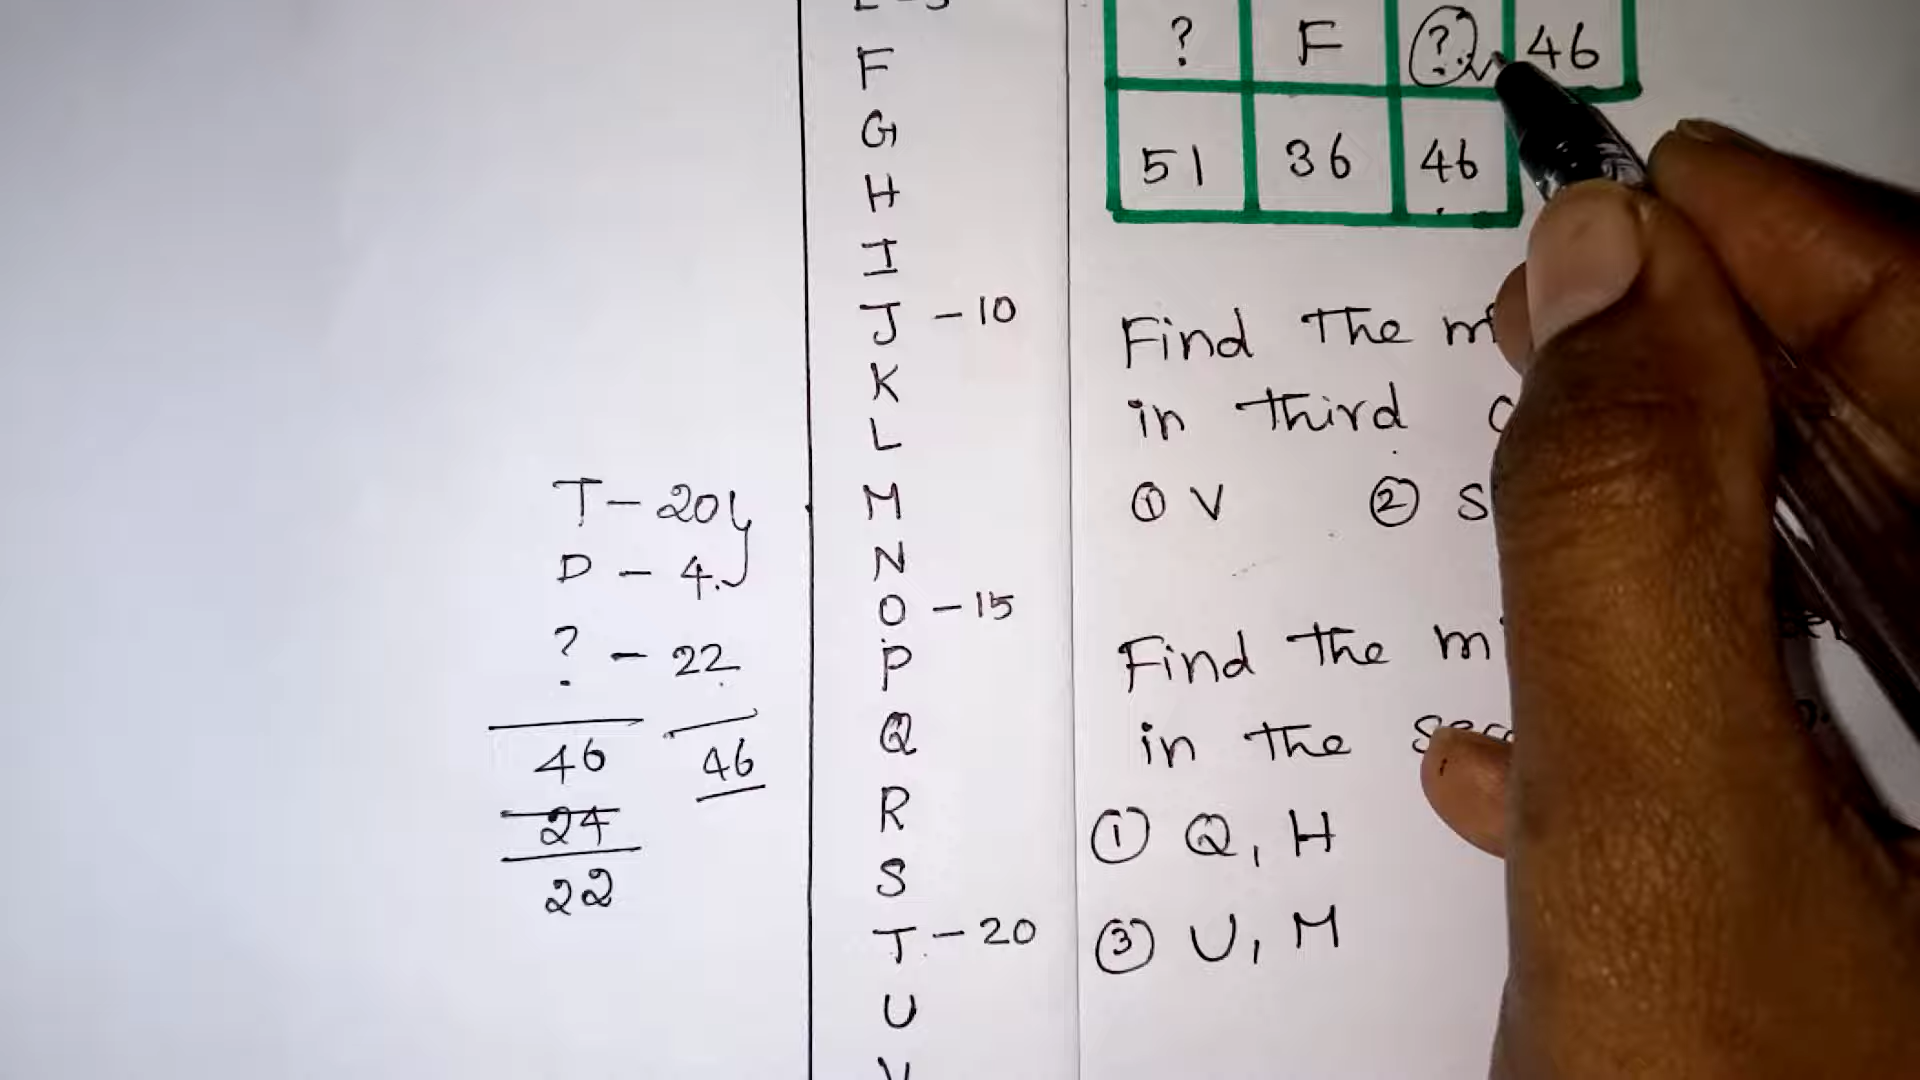 F
G
H
I
J - 10
K
L
M
N
O - 15
P
Q
R
S
T - 20
U
V
T - 20
D - 4
? - 22
46 46
24
22
? F ? 46
51 36 46
Find The
in third
① V ② S
Find the
in the
① Q, H
③ U, M